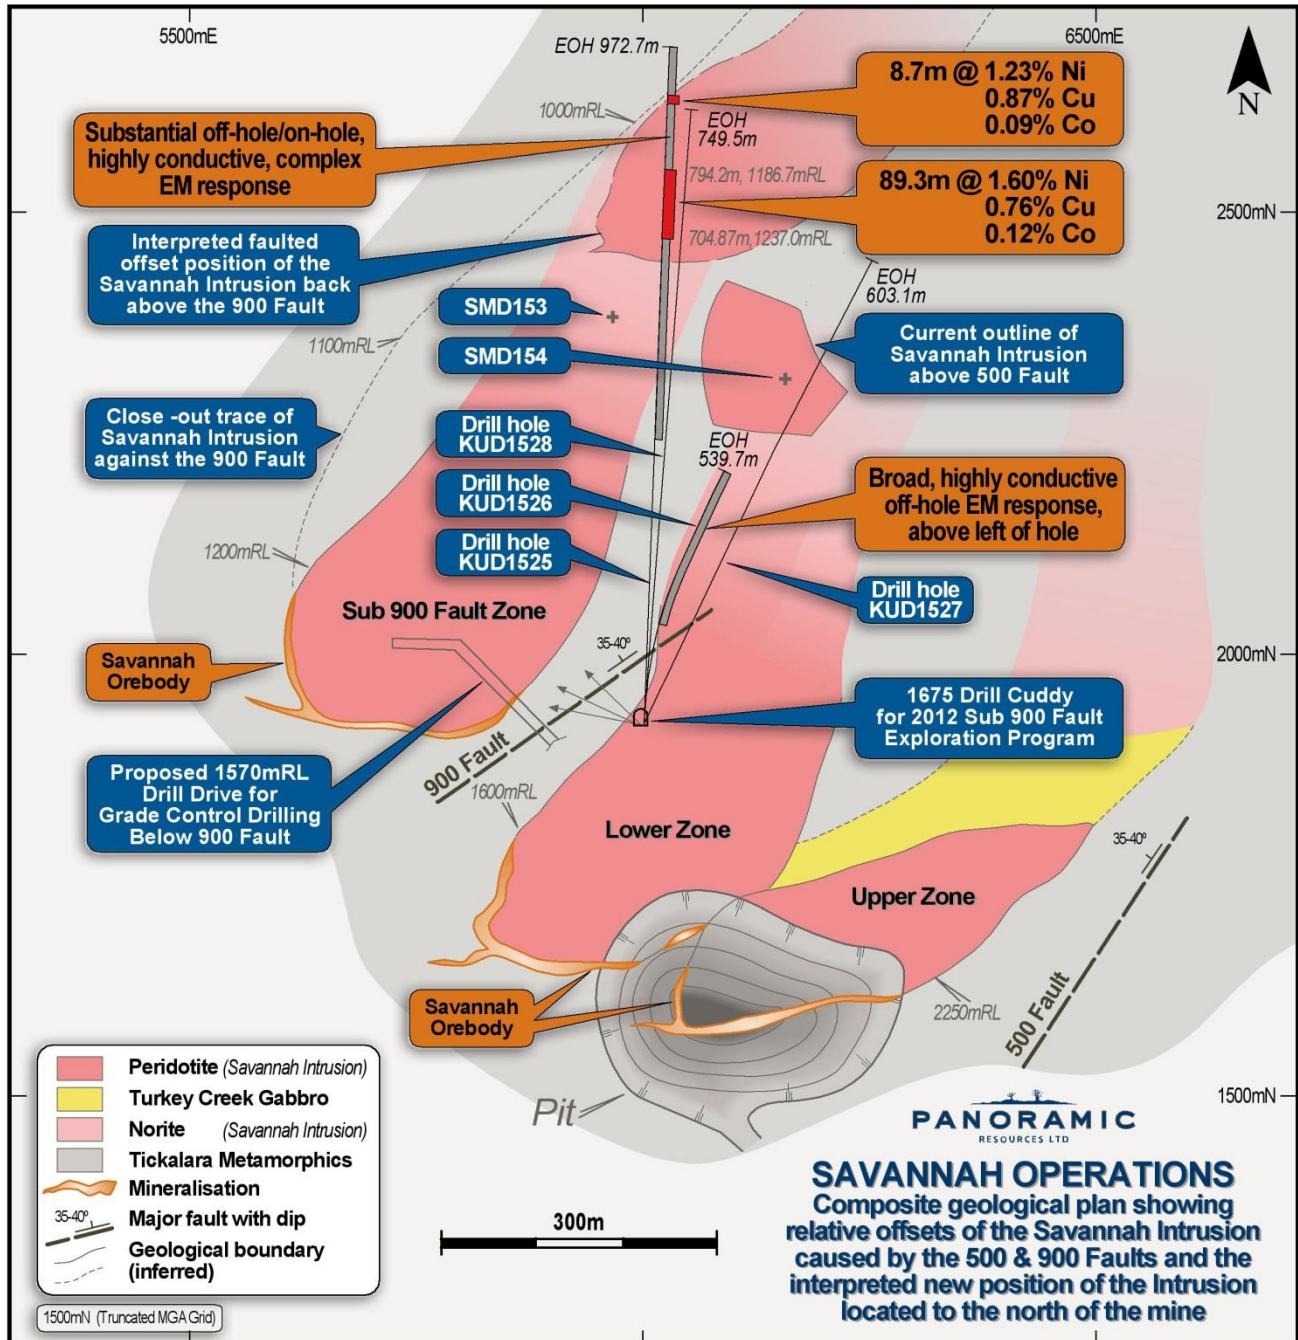 5500mE
6500mE
EOH 972.7m
N
8.7m @ 1.23% Ni
0.87% Cu
0.09% Co
1000mRL
EOH
749.5m
Substantial off-hole/on-hole,
highly conductive, complex
EM response
794.2m, 1186.7mRL
89.3m @ 1.60% Ni
0.76% Cu
0.12% Co
2500mN
704.87m,1237.0mRL
Interpreted faulted
offset position of the
Savannah Intrusion back
above the 900 Fault
EOH
603.1m
SMD153
1100mRL
SMD154
Current outline of
Savannah Intrusion
above 500 Fault
Close -out trace of
Savannah Intrusion
against the 900 Fault
Drill hole
KUD1528
EOH
539.7m
Drill hole
KUD1526
Broad, highly conductive
off-hole EM response,
above left of hole
Drill hole
KUD1525
1200mRL
Drill hole
KUD1527
Sub 900 Fault Zone
35-40º
Savannah
Orebody
2000mN
1675 Drill Cuddy
for 2012 Sub 900 Fault
Exploration Program
900 Fault
Proposed 1570mRL
Drill Drive for
Grade Control Drilling
Below 900 Fault
1600mRL
Lower Zone
35-40º
Upper Zone
Savannah
Orebody
2250mRL
500 Fault
Pit
1500mN
Peridotite (Savannah Intrusion)
Turkey Creek Gabbro
Norite (Savannah Intrusion)
Tickalara Metamorphics
Mineralisation
35-40º Major fault with dip
Geological boundary
(inferred)
1500mN (Truncated MGA Grid)
300m
PANORAMIC
RESOURCES LTD
SAVANNAH OPERATIONS
Composite geological plan showing
relative offsets of the Savannah Intrusion
caused by the 500 & 900 Faults and the
interpreted new position of the Intrusion
located to the north of the mine